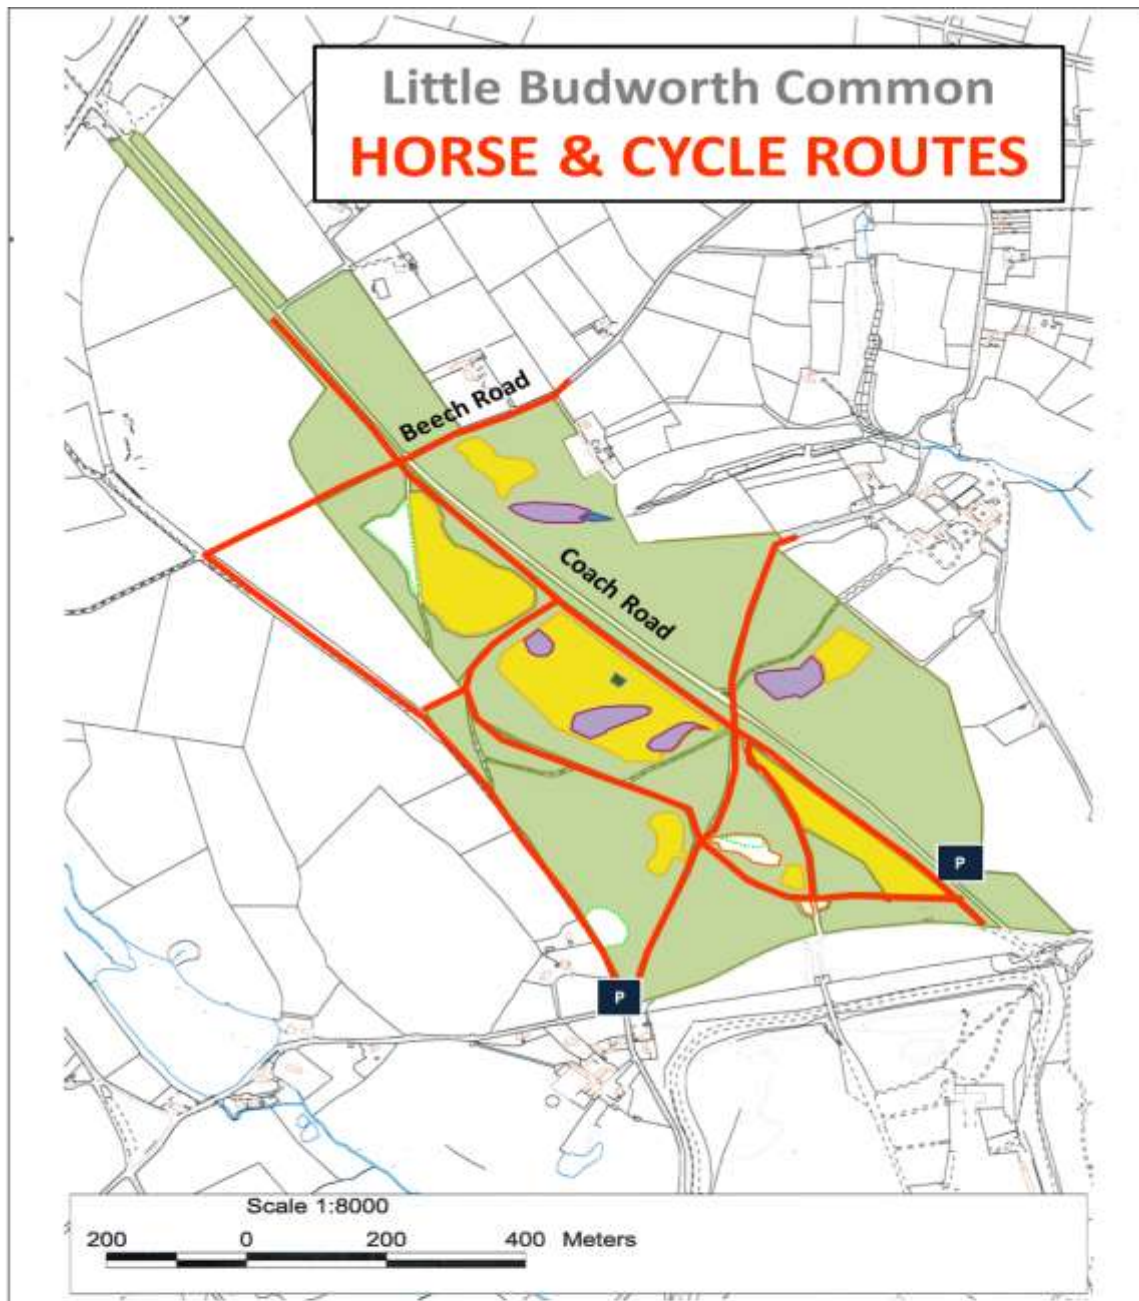 Little Budworth Common
HORSE & CYCLE ROUTES
Beech Road
Coach Road
P
P
Scale 1:8000
200 0 200 400 Meters